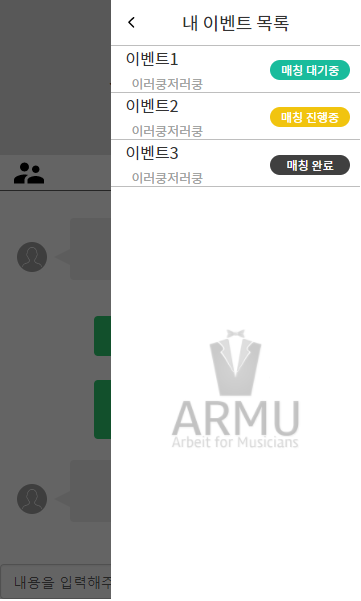 내 이벤트 목록
이벤트1
매칭 대기중
이러쿵저러쿵
이벤트2
매칭 진행중
이러쿵저러쿵
이벤트3
매칭 완료
이러쿵저러쿵
ARMU
Arbeit for Musicians
내용을 입력해주